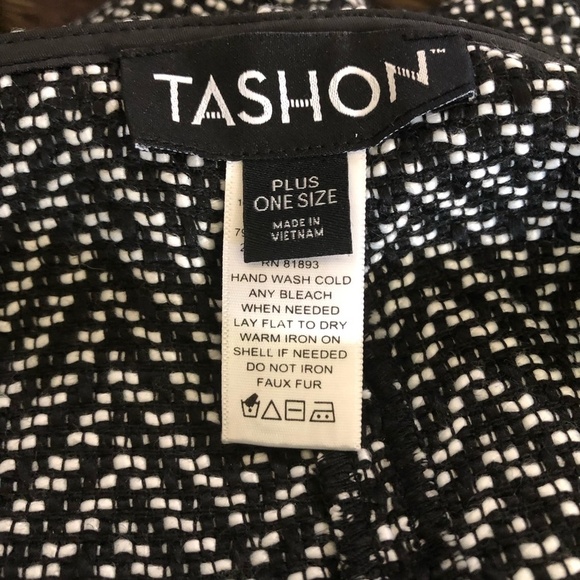 TASHON™
PLUS
ONE SIZE
MADE IN
VIETNAM
RN 81893
HAND WASH COLD
ANY BLEACH
WHEN NEEDED
LAY FLAT TO DRY
WARM IRON ON
SHELL IF NEEDED
DO NOT IRON
FAUX FUR